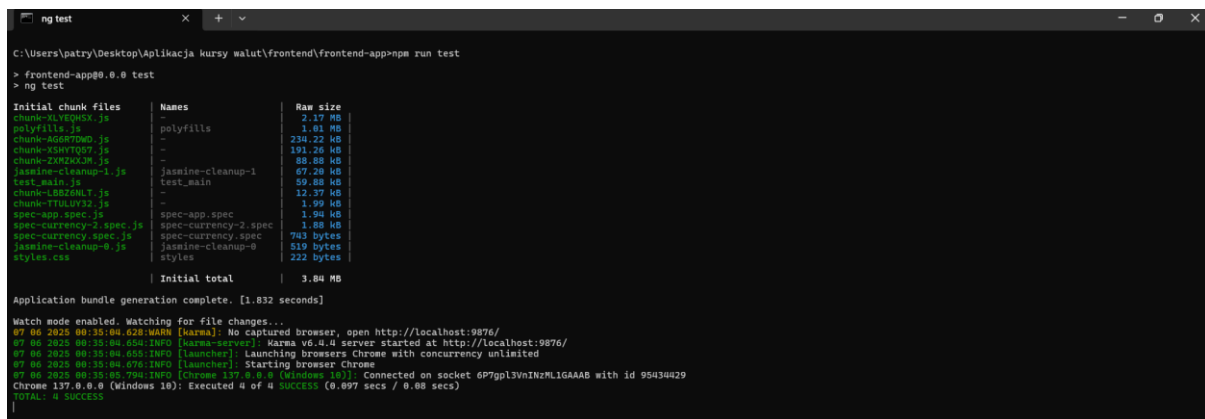 ng test
C:\Users\patry\Desktop\Aplikacja kursy walut\frontend\frontend-app>npm run test
> frontend-app@0.0.0 test
> ng test
Initial chunk files | Names | Raw size
chunk-XLYEQHSX.js | - | 2.17 MB |
polyfills.js | polyfills | 1.01 MB |
chunk-AG6R7DWD.js | - | 234.22 kB |
chunk-XSHYTQ57.js | - | 191.26 kB |
chunk-ZXMZWXJM.js | - | 88.88 kB |
jasmine-cleanup-1.js | jasmine-cleanup-1 | 67.20 kB |
test_main.js | test_main | 59.88 kB |
chunk-LBBZ6NLT.js | - | 12.37 kB |
chunk-TTULUY32.js | - | 1.99 kB |
spec-app.spec.js | spec-app.spec | 1.94 kB |
spec-currency-2.spec.js | spec-currency-2.spec | 1.88 kB |
spec-currency.spec.js | spec-currency.spec | 743 bytes |
jasmine-cleanup-0.js | jasmine-cleanup-0 | 519 bytes |
styles.css | styles | 222 bytes |
| Initial total | 3.84 MB
Application bundle generation complete. [1.832 seconds]
Watch mode enabled. Watching for file changes...
07 06 2025 00:35:04.628:WARN [karma]: No captured browser, open http://localhost:9876/
07 06 2025 00:35:04.654:INFO [karma-server]: Karma v6.4.4 server started at http://localhost:9876/
07 06 2025 00:35:04.655:INFO [launcher]: Launching browsers Chrome with concurrency unlimited
07 06 2025 00:35:04.676:INFO [launcher]: Starting browser Chrome
07 06 2025 00:35:05.794:INFO [Chrome 137.0.0.0 (Windows 10)]: Connected on socket 6P7gpl3VnINzML1GAAAB with id 95434429
Chrome 137.0.0.0 (Windows 10): Executed 4 of 4 SUCCESS (0.097 secs / 0.08 secs)
TOTAL: 4 SUCCESS